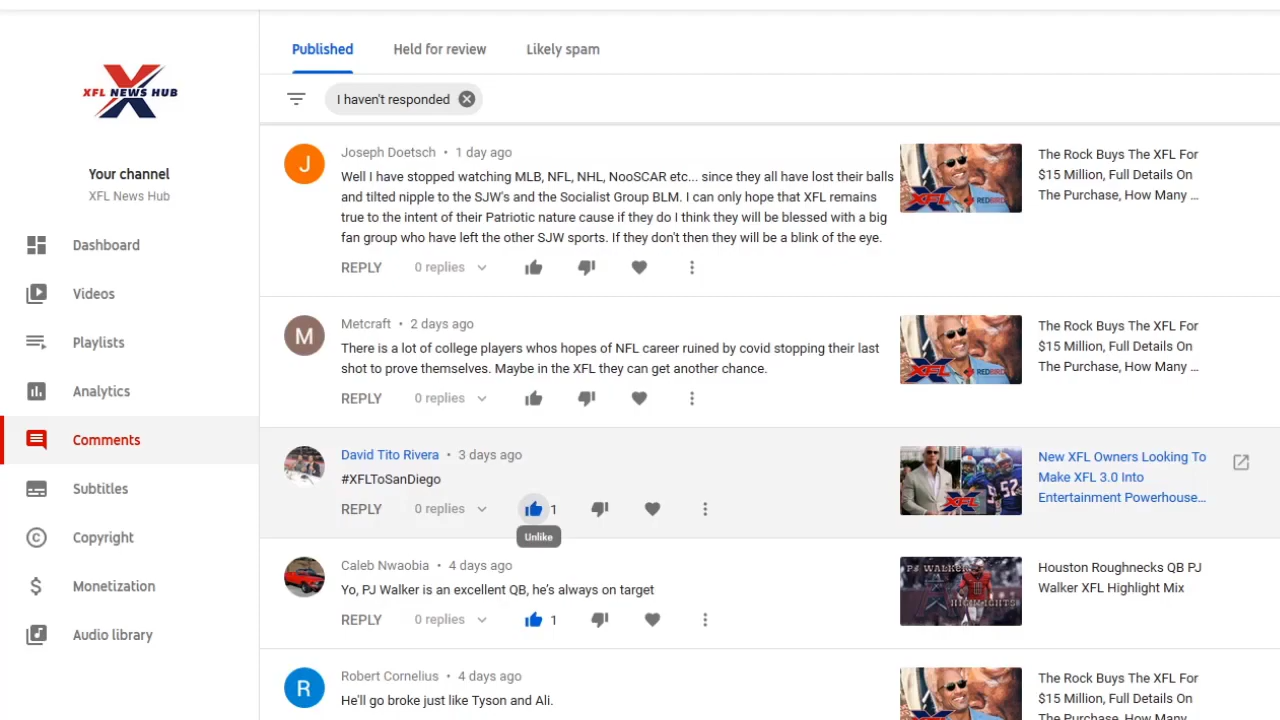 Published
Held for review
Likely spam
I haven't responded
XFL NEWS HUB
Your channel
XFL News Hub
Dashboard
Videos
Playlists
Analytics
Comments
Subtitles
Copyright
Monetization
Audio library
J
Joseph Doetsch • 1 day ago
Well I have stopped watching MLB, NFL, NHL, NooSCAR etc... since they all have lost their balls
and tilted nipple to the SJW's and the Socialist Group BLM. I can only hope that XFL remains
true to the intent of their Patriotic nature cause if they do I think they will be blessed with a big
fan group who have left the other SJW sports. If they don't then they will be a blink of the eye.
REPLY 0 replies
XFL REDBIRD
The Rock Buys The XFL For
$15 Million, Full Details On
The Purchase, How Many ...
M
Metcraft • 2 days ago
There is a lot of college players whos hopes of NFL career ruined by covid stopping their last
shot to prove themselves. Maybe in the XFL they can get another chance.
REPLY 0 replies
XFL REDBIRD
The Rock Buys The XFL For
$15 Million, Full Details On
The Purchase, How Many ...
David Tito Rivera • 3 days ago
#XFLToSanDiego
REPLY 0 replies 1
Unlike
XFL 52
New XFL Owners Looking To
Make XFL 3.0 Into
Entertainment Powerhouse...
Caleb Nwaobia • 4 days ago
Yo, PJ Walker is an excellent QB, he's always on target
REPLY 0 replies 1
PJ WALKER
HIGHLIGHTS
Houston Roughnecks QB PJ
Walker XFL Highlight Mix
R
Robert Cornelius • 4 days ago
He'll go broke just like Tyson and Ali.
The Rock Buys The XFL For
$15 Million, Full Details On
The Purchase, How Many ...